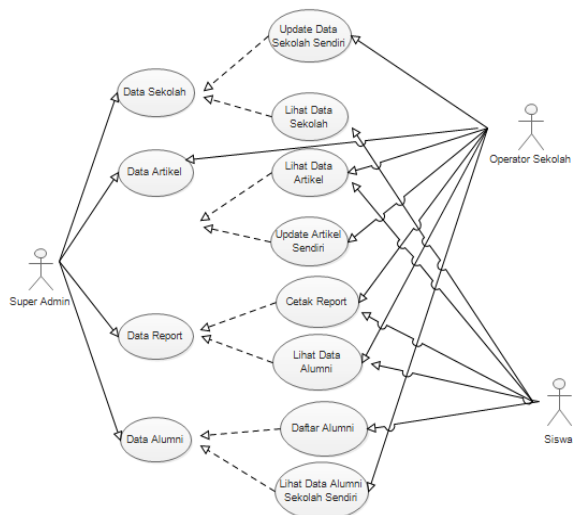 Update Data
Sekolah Sendiri
Data Sekolah
Lihat Data
Sekolah
Operator Sekolah
Data Artikel
Lihat Data
Artikel
Update Artikel
Sendiri
Super Admin
Cetak Report
Data Report
Lihat Data
Alumni
Daftar Alumni
Siswa
Data Alumni
Lihat Data Alumni
Sekolah Sendiri